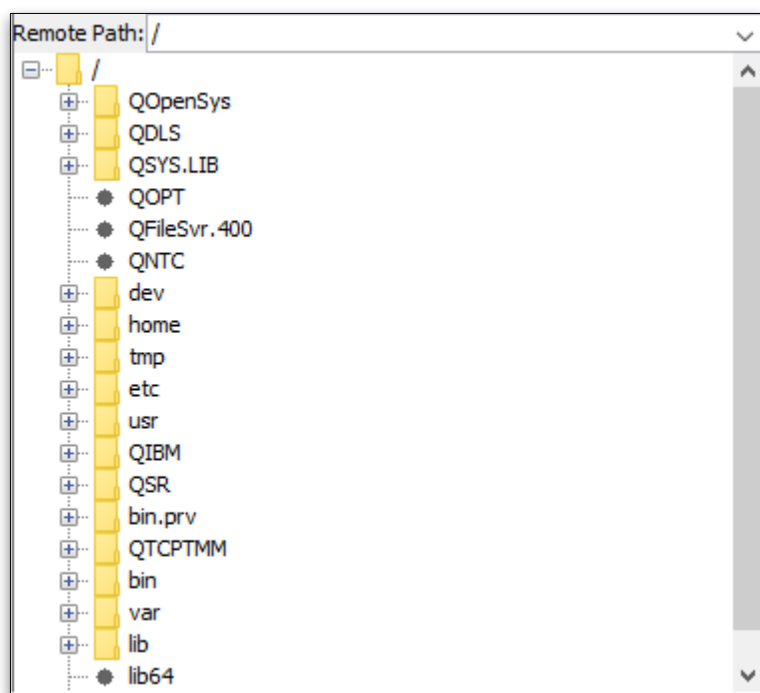 Remote Path: /
/
QOpenSys
QDLS
QSYS.LIB
QOPT
QFileSvr.400
QNTC
dev
home
tmp
etc
usr
QIBM
QSR
bin.prv
QTCPTMM
bin
var
lib
lib64